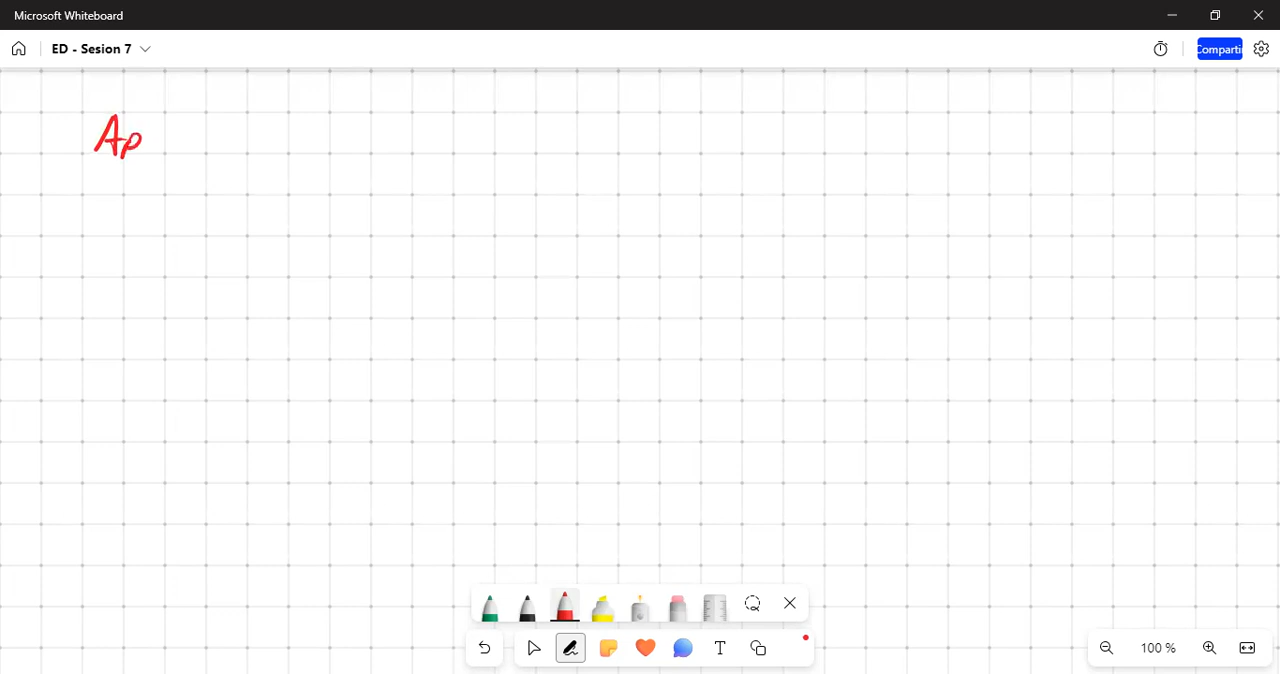 Microsoft Whiteboard
ED - Sesion 7
Comparti
Ap
T
100 %